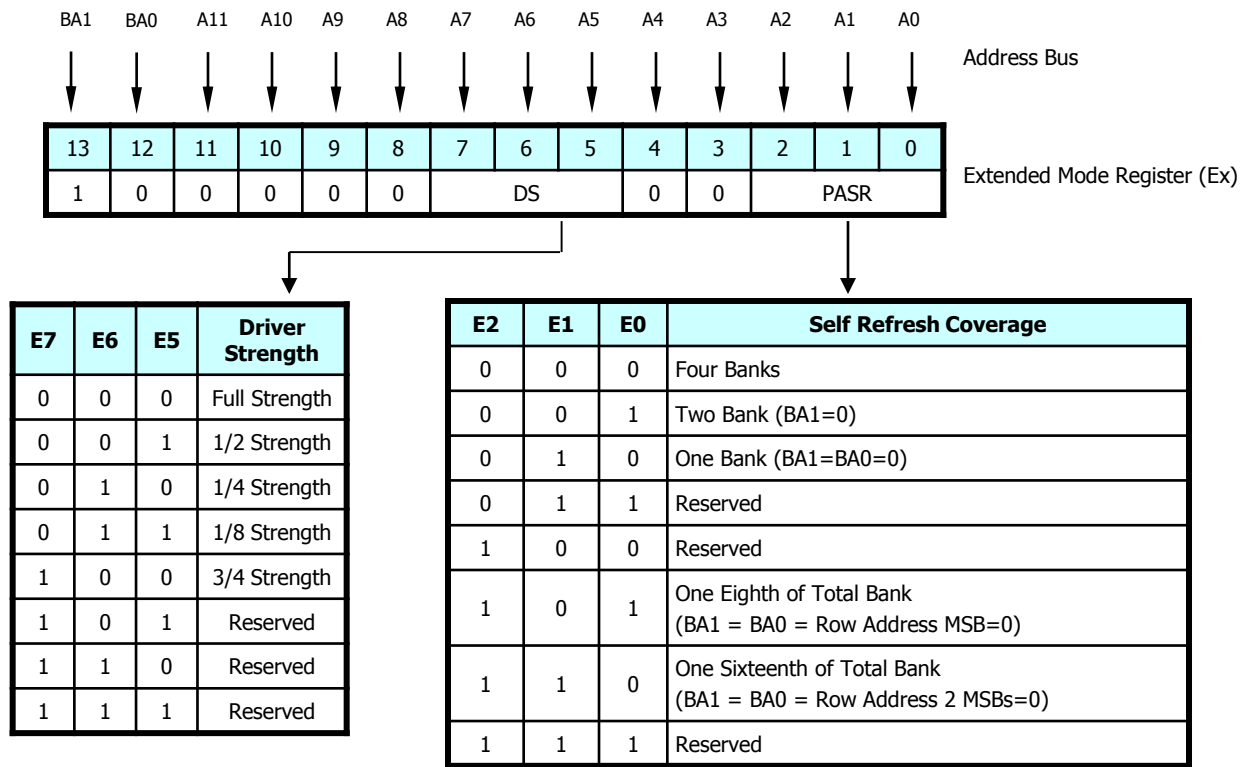 BA1 BA0 A11 A10 A9 A8 A7 A6 A5 A4 A3 A2 A1 A0
Address Bus
13 12 11 10 9 8 7 6 5 4 3 2 1 0
Extended Mode Register (Ex)
1 0 0 0 0 0 DS 0 0 PASR
E7 E6 E5 Driver Strength
0 0 0 Full Strength
0 0 1 1/2 Strength
0 1 0 1/4 Strength
0 1 1 1/8 Strength
1 0 0 3/4 Strength
1 0 1 Reserved
1 1 0 Reserved
1 1 1 Reserved
E2 E1 E0 Self Refresh Coverage
0 0 0 Four Banks
0 0 1 Two Bank (BA1=0)
0 1 0 One Bank (BA1=BA0=0)
0 1 1 Reserved
1 0 0 Reserved
1 0 1 One Eighth of Total Bank
(BA1 = BA0 = Row Address MSB=0)
1 1 0 One Sixteenth of Total Bank
(BA1 = BA0 = Row Address 2 MSBs=0)
1 1 1 Reserved